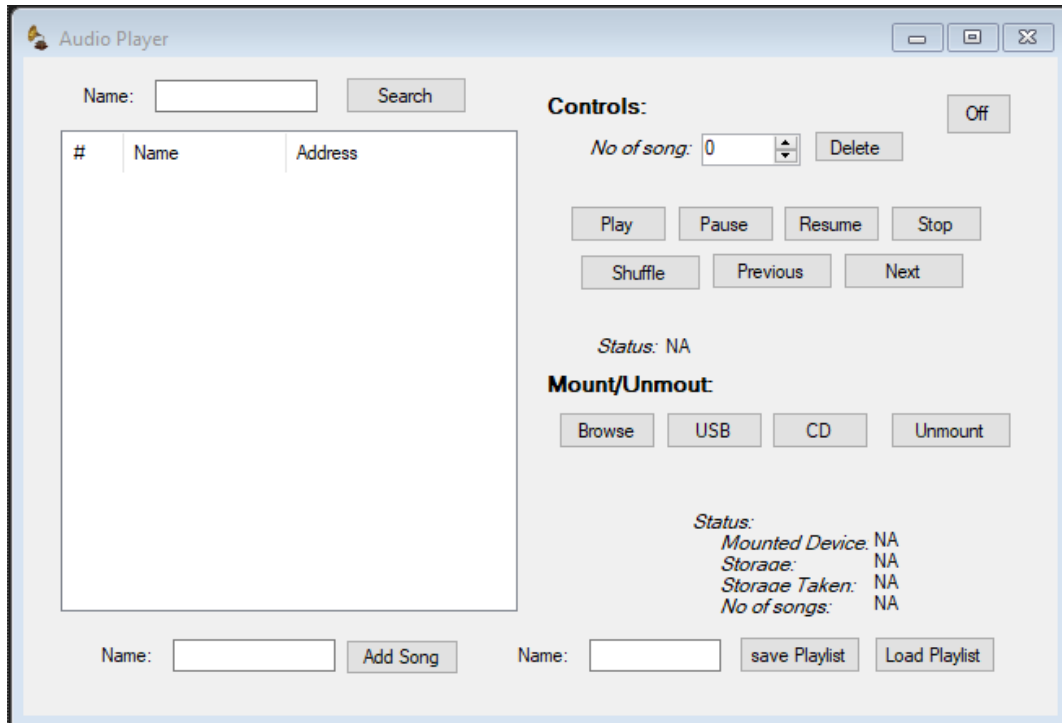 Audio Player
Name: Search
# Name Address
Controls:
Off
No of song: 0 Delete
Play Pause Resume Stop
Shuffle Previous Next
Status: NA
Mount/Unmout:
Browse USB CD Unmount
Status:
Mounted Device: NA
Storage: NA
Storage Taken: NA
No of songs: NA
Name: Add Song
Name: save Playlist Load Playlist